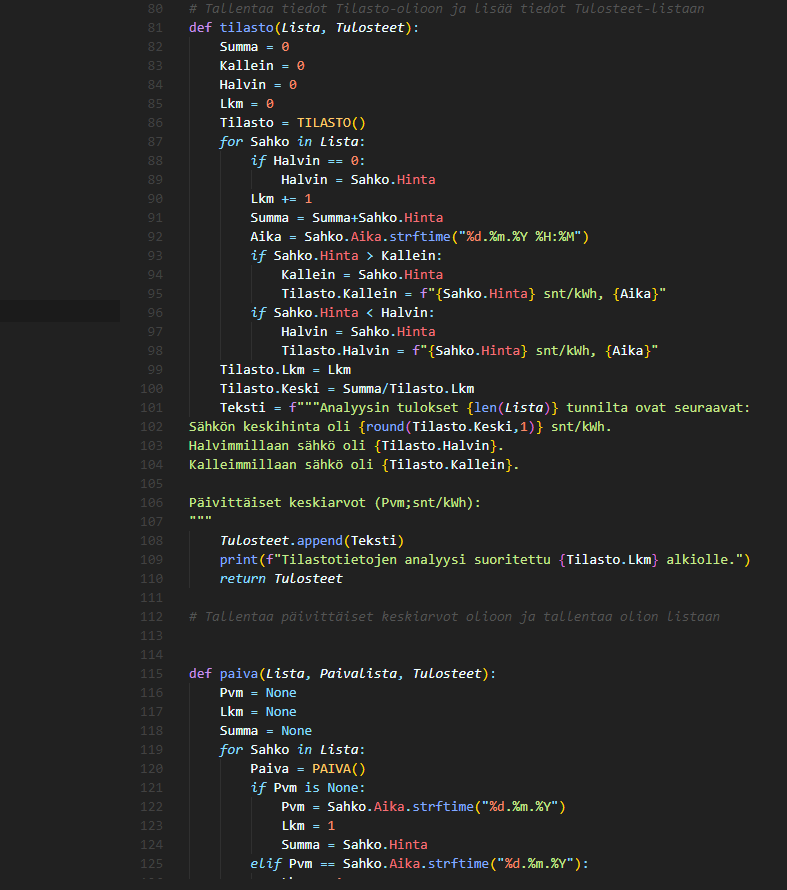 80 # Tallentaa tiedot Tilasto-olioon ja lisää tiedot Tulosteet-listaan
81 def tilasto(Lista, Tulosteet):
82     Summa = 0
83     Kallein = 0
84     Halvin = 0
85     Lkm = 0
86     Tilasto = TILASTO()
87     for Sahko in Lista:
88         if Halvin == 0:
89             Halvin = Sahko.Hinta
90         Lkm += 1
91         Summa = Summa+Sahko.Hinta
92         Aika = Sahko.Aika.strftime("%d.%m.%Y %H:%M")
93         if Sahko.Hinta > Kallein:
94             Kallein = Sahko.Hinta
95             Tilasto.Kallein = f"{Sahko.Hinta} snt/kWh, {Aika}"
96         if Sahko.Hinta < Halvin:
97             Halvin = Sahko.Hinta
98             Tilasto.Halvin = f"{Sahko.Hinta} snt/kWh, {Aika}"
99     Tilasto.Lkm = Lkm
100     Tilasto.Keski = Summa/Tilasto.Lkm
101     Teksti = f"""Analyysin tulokset {len(Lista)} tunnilta ovat seuraavat:
102 Sähkön keskihinta oli {round(Tilasto.Keski,1)} snt/kWh.
103 Halvimmillaan sähkö oli {Tilasto.Halvin}.
104 Kalleimmillaan sähkö oli {Tilasto.Kallein}.
105
106 Päivittäiset keskiarvot (Pvm;snt/kWh):
107 """
108     Tulosteet.append(Teksti)
109     print(f"Tilastotietojen analyysi suoritettu {Tilasto.Lkm} alkiolle.")
110     return Tulosteet
111
112 # Tallentaa päivittäiset keskiarvot olioon ja tallentaa olion listaan
113
114
115 def paiva(Lista, Paivalista, Tulosteet):
116     Pvm = None
117     Lkm = None
118     Summa = None
119     for Sahko in Lista:
120         Paiva = PAIVA()
121         if Pvm is None:
122             Pvm = Sahko.Aika.strftime("%d.%m.%Y")
123             Lkm = 1
124             Summa = Sahko.Hinta
125         elif Pvm == Sahko.Aika.strftime("%d.%m.%Y"):